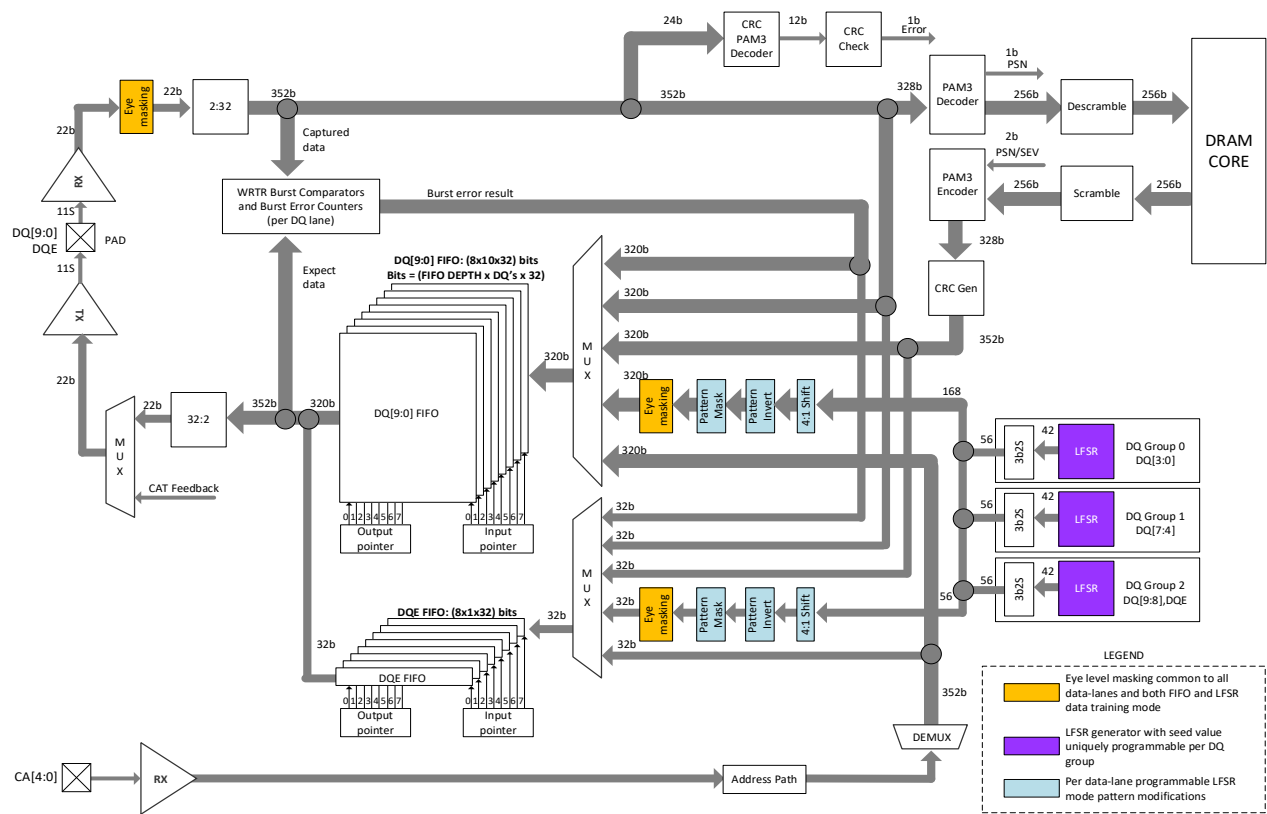 24b
CRC
PAM3
Decoder
12b
CRC
Check
1b
Error
22b
Eye
masking
22b
2:32
352b
352b
328b
PAM3
Decoder
1b
PSN
256b
Descramble
256b
DRAM
CORE
Captured
data
RX
11S
DQ[9:0]
DQE
PAD
11S
TX
22b
WRTR Burst Comparators
and Burst Error Counters
(per DQ lane)
Burst error result
PAM3
Encoder
2b
PSN/SEV
256b
Scramble
256b
328b
CRC Gen
352b
Expect
data
DQ[9:0] FIFO: (8x10x32) bits
Bits = (FIFO DEPTH x DQ's x 32)
DQ[9:0] FIFO
320b
M
U
X
320b
320b
320b
320b
Eye
masking
Pattern
Mask
Pattern
Invert
4:1 Shift
168
320b
M
U
X
22b
32:2
352b
320b
CAT Feedback
0 1 2 3 4 5 6 7
Output
pointer
0 1 2 3 4 5 6 7
Input
pointer
56
3b2S
42
LFSR
DQ Group 0
DQ[3:0]
56
3b2S
42
LFSR
DQ Group 1
DQ[7:4]
56
3b2S
42
LFSR
DQ Group 2
DQ[9:8],DQE
M
U
X
32b
32b
32b
32b
Eye
masking
Pattern
Mask
Pattern
Invert
4:1 Shift
56
32b
DQE FIFO: (8x1x32) bits
32b
32b
DQE FIFO
0 1 2 3 4 5 6 7
Output
pointer
0 1 2 3 4 5 6 7
Input
pointer
352b
DEMUX
CA[4:0]
RX
Address Path
LEGEND
Eye level masking common to all
data-lanes and both FIFO and LFSR
data training mode
LFSR generator with seed value
uniquely programmable per DQ
group
Per data-lane programmable LFSR
mode pattern modifications